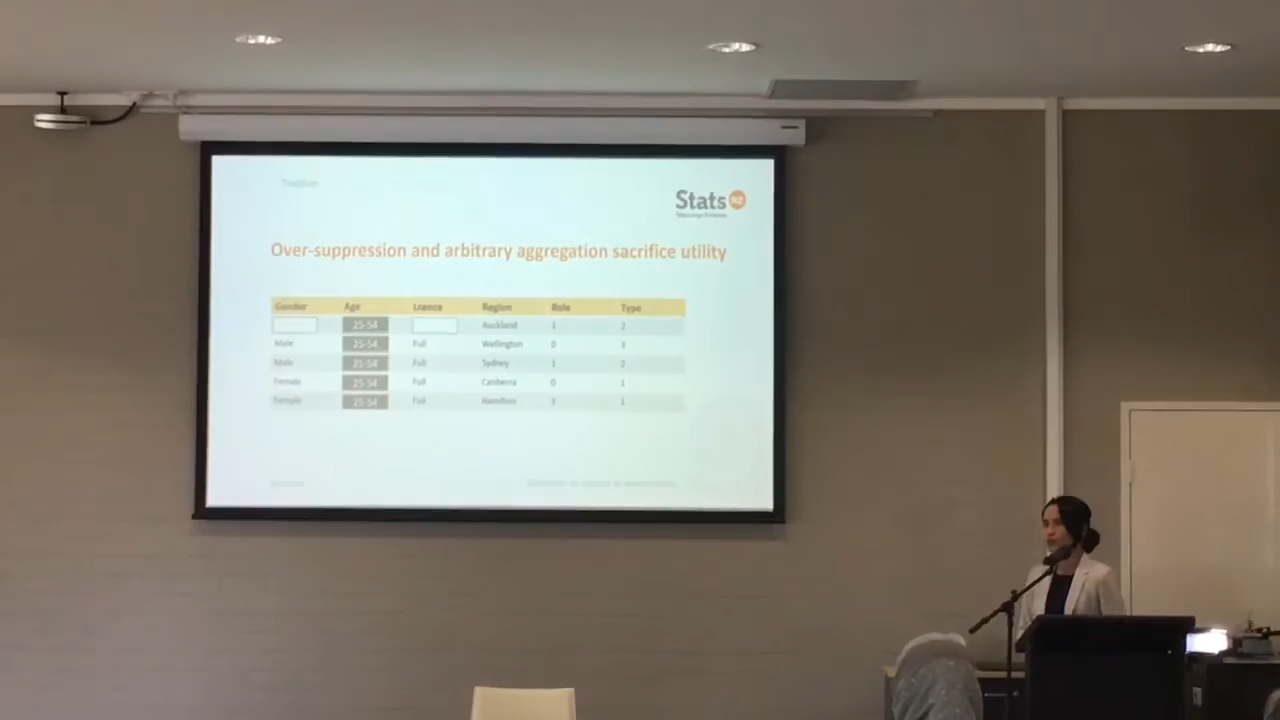 Tradition
Stats NZ
Over-suppression and arbitrary aggregation sacrifice utility
Gender Age Region Role Type
25-54 Auckland 1 2
Male 25-54 Full Wellington 0 3
Male 25-54 Full Sydney 1 2
Female 25-54 Full Canberra 0 1
Female 25-54 Full Hamilton 1